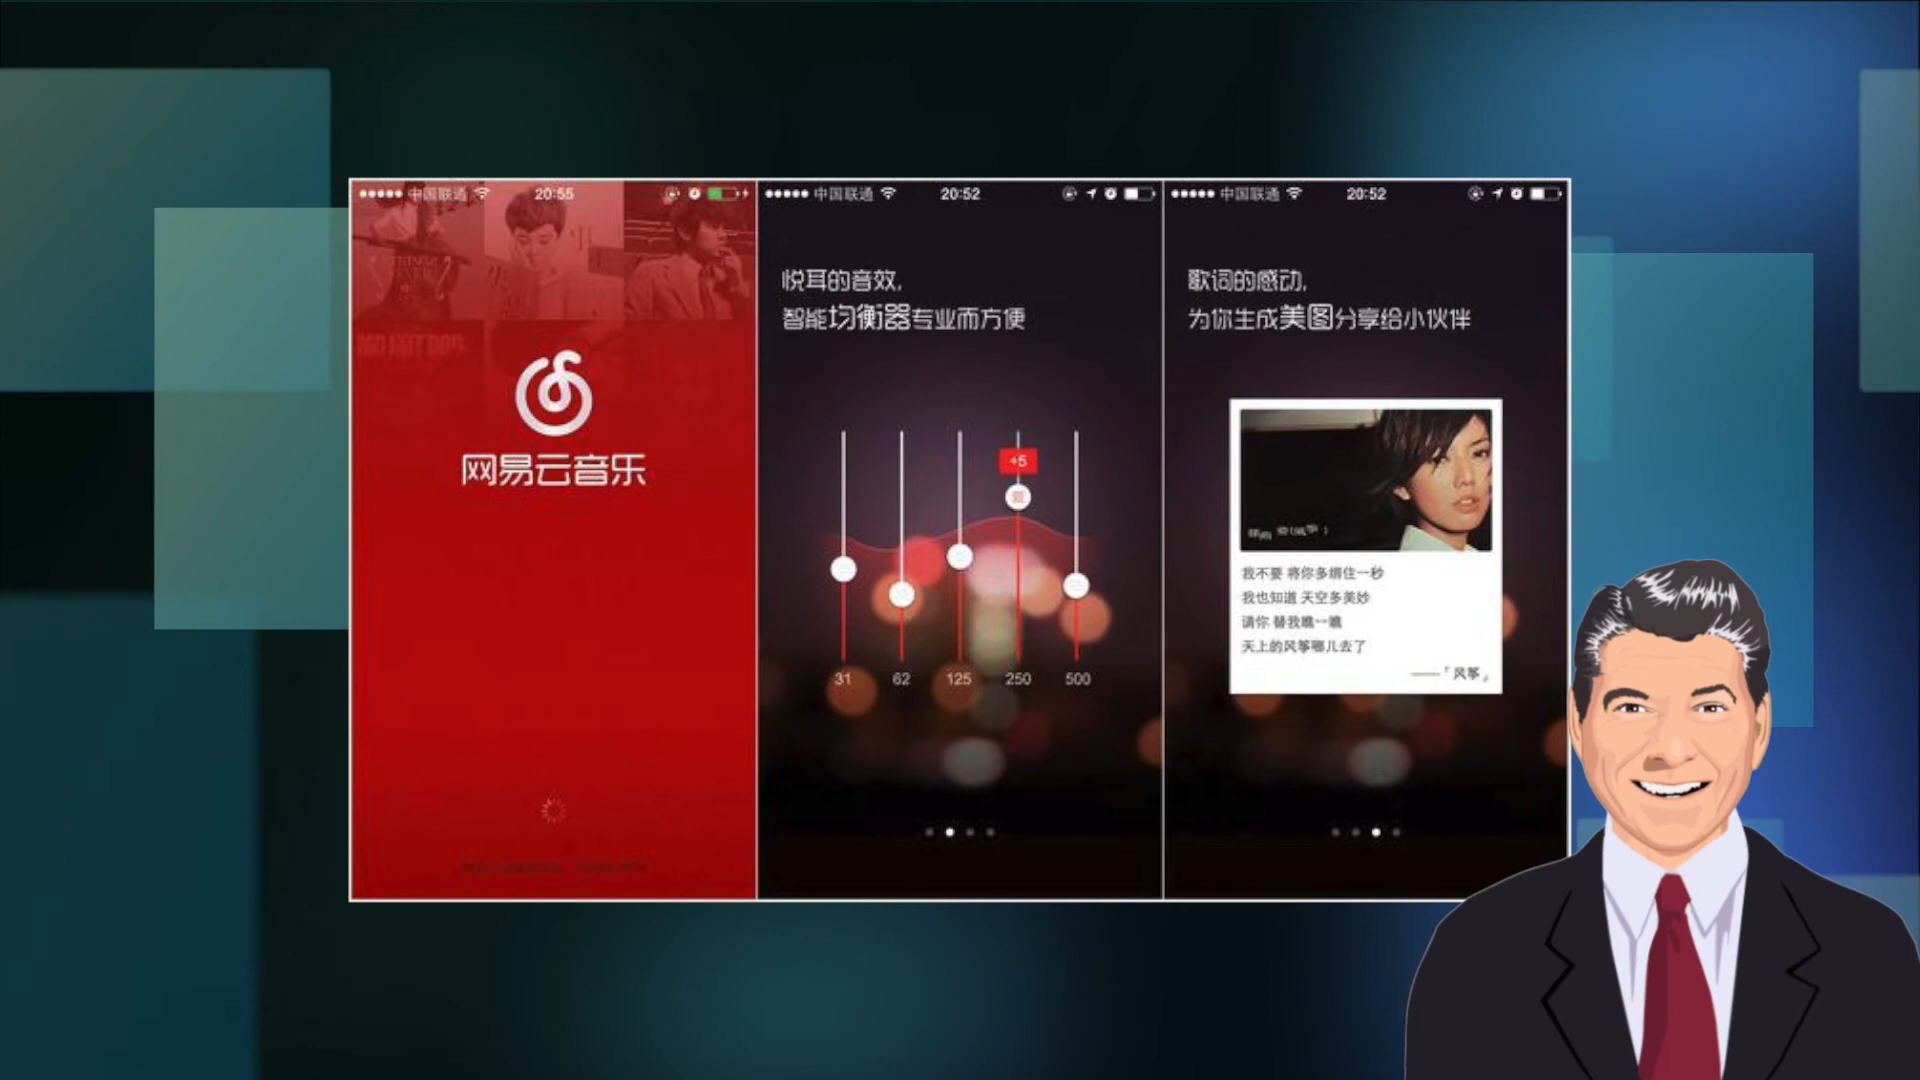 中国联通 20:55
网易云音乐
中国联通 20:52
悦耳的音效,
智能均衡器专业而方便
+5
31 62 125 250 500
中国联通 20:52
歌词的感动,
为你生成美图分享给小伙伴
我不要 将你多绑住一秒
我也知道 天空多美妙
请你 替我瞧一瞧
天上的风筝哪儿去了
——「风筝」